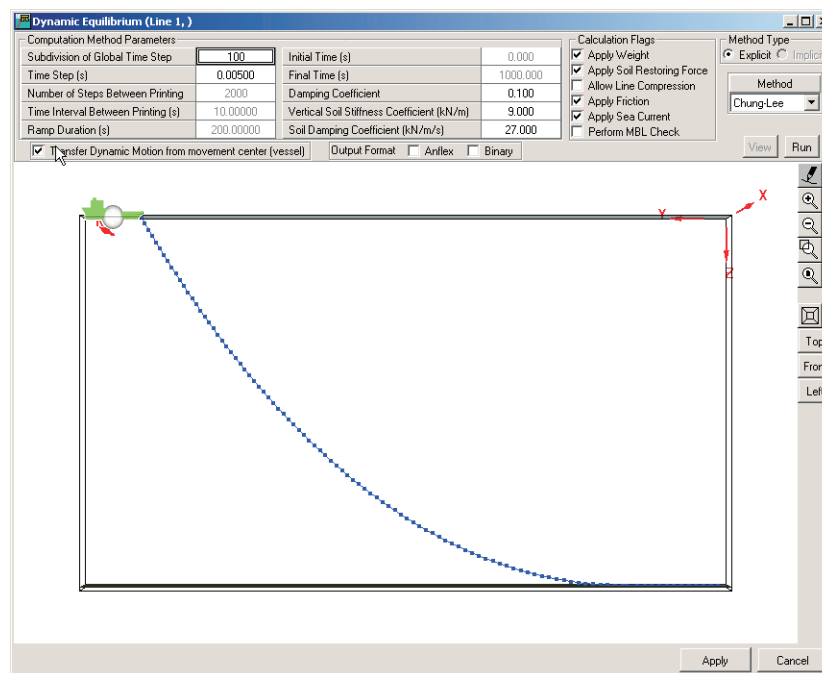 Dynamic Equilibrium (Line 1, )
Computation Method Parameters
Subdivision of Global Time Step 100
Time Step (s) 0.00500
Number of Steps Between Printing 2000
Time Interval Between Printing (s) 10.00000
Ramp Duration (s) 200.00000
Initial Time (s) 0.000
Final Time (s) 1000.000
Damping Coefficient 0.100
Vertical Soil Stiffness Coefficient (kN/m) 9.000
Soil Damping Coefficient (kN/m/s) 27.000
Calculation Flags
Apply Weight
Apply Soil Restoring Force
Allow Line Compression
Apply Friction
Apply Sea Current
Perform MBL Check
Method Type
Explicit Implici
Method
Chung-Lee
View Run
Transfer Dynamic Motion from movement center (vessel)
Output Format Anflex Binary
X
Y
Z
Top
Fron
Left
Apply Cancel